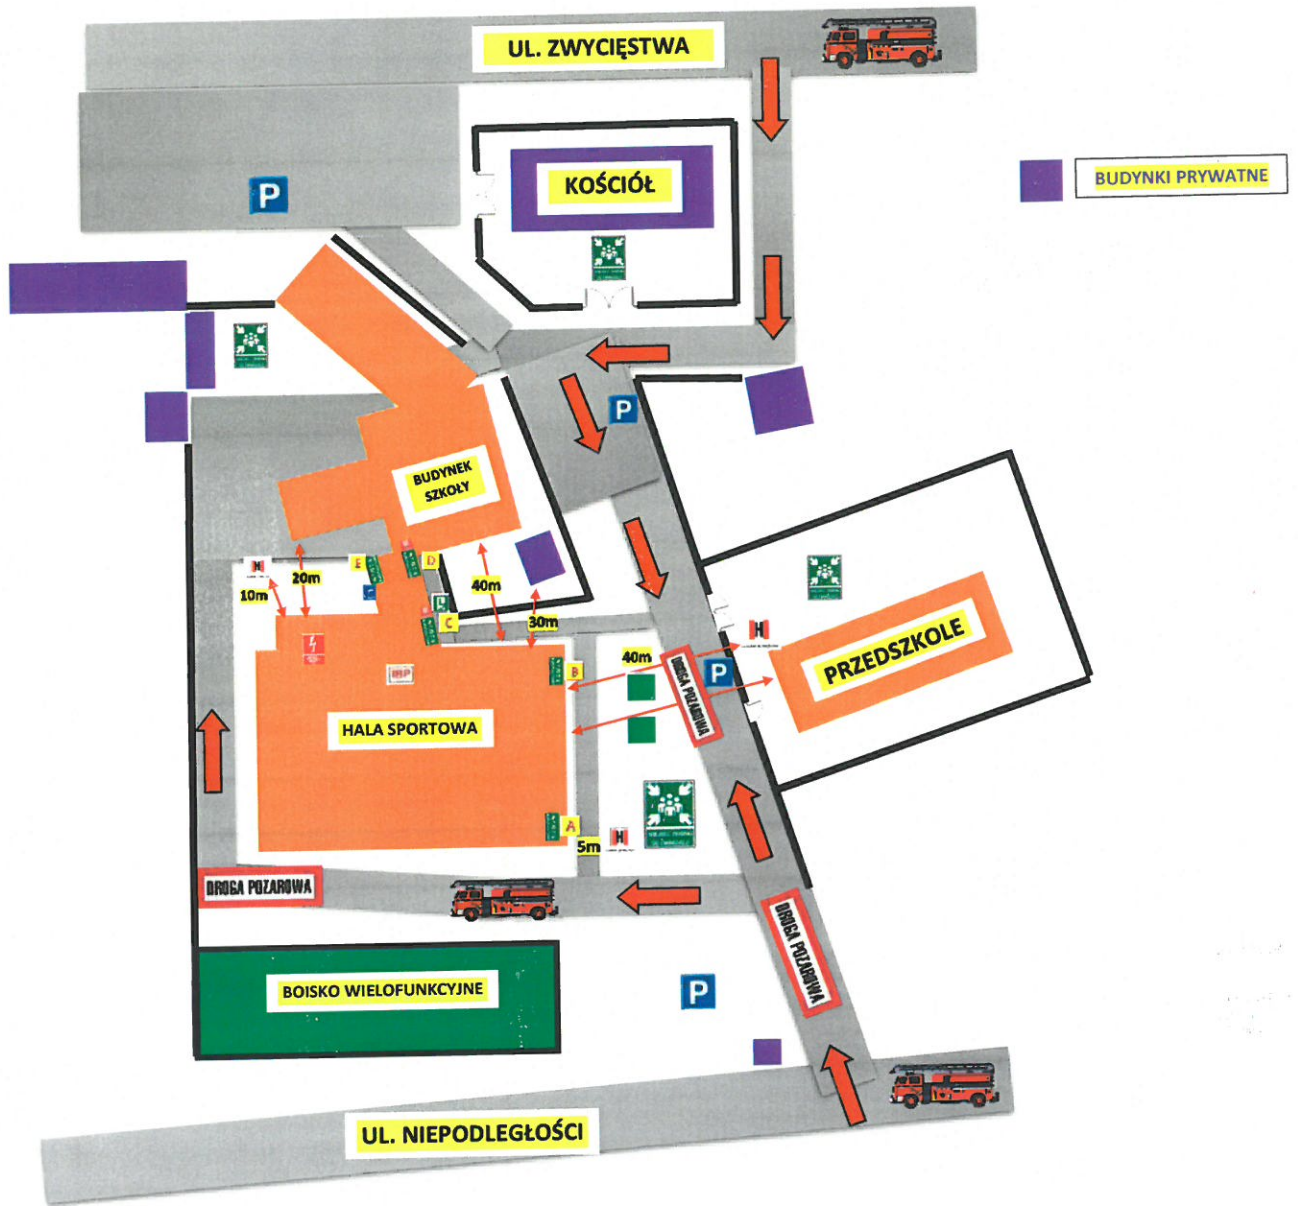 UL. ZWYCIĘSTWA
KOŚCIÓŁ
BUDYNKI PRYWATNE
P
P
BUDYNEK
SZKOŁY
E
D
H
20m
10m
40m
C
30m
H
40m
B
P
PRZEDSZKOLE
DROGA POŻAROWA
HALA SPORTOWA
A
H
5m
DROGA POŻAROWA
DROGA POŻAROWA
BOISKO WIELOFUNKCYJNE
P
UL. NIEPODLEGŁOŚCI